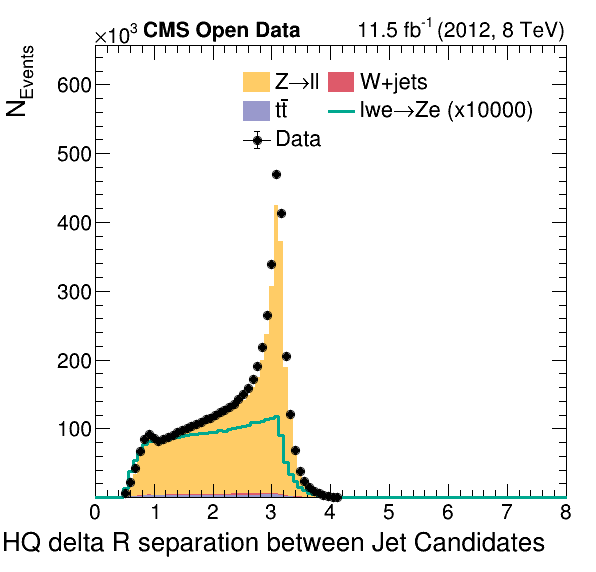 ×10³ CMS Open Data 11.5 fb⁻¹ (2012, 8 TeV)
N_Events
Z→ll W+jets
tt̄ lwe→Ze (x10000)
Data
600
500
400
300
200
100
0 1 2 3 4 5 6 7 8
HQ delta R separation between Jet Candidates